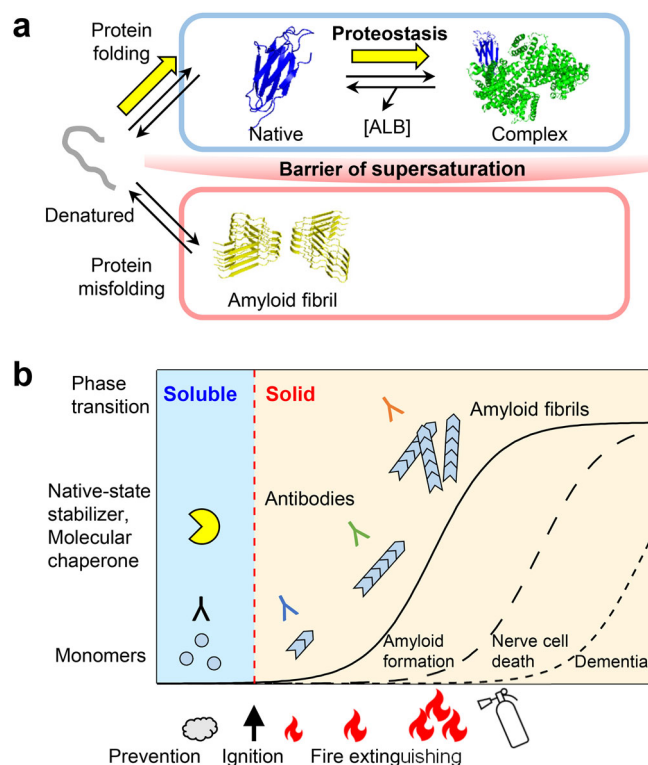 a
Protein
folding
Proteostasis
Native
[ALB]
Complex
Barrier of supersaturation
Denatured
Protein
misfolding
Amyloid fibril
b
Phase
transition
Soluble
Solid
Amyloid fibrils
Native-state
stabilizer,
Molecular
chaperone
Antibodies
Monomers
Amyloid
formation
Nerve cell
death
Dementia
Prevention
Ignition
Fire extinguishing